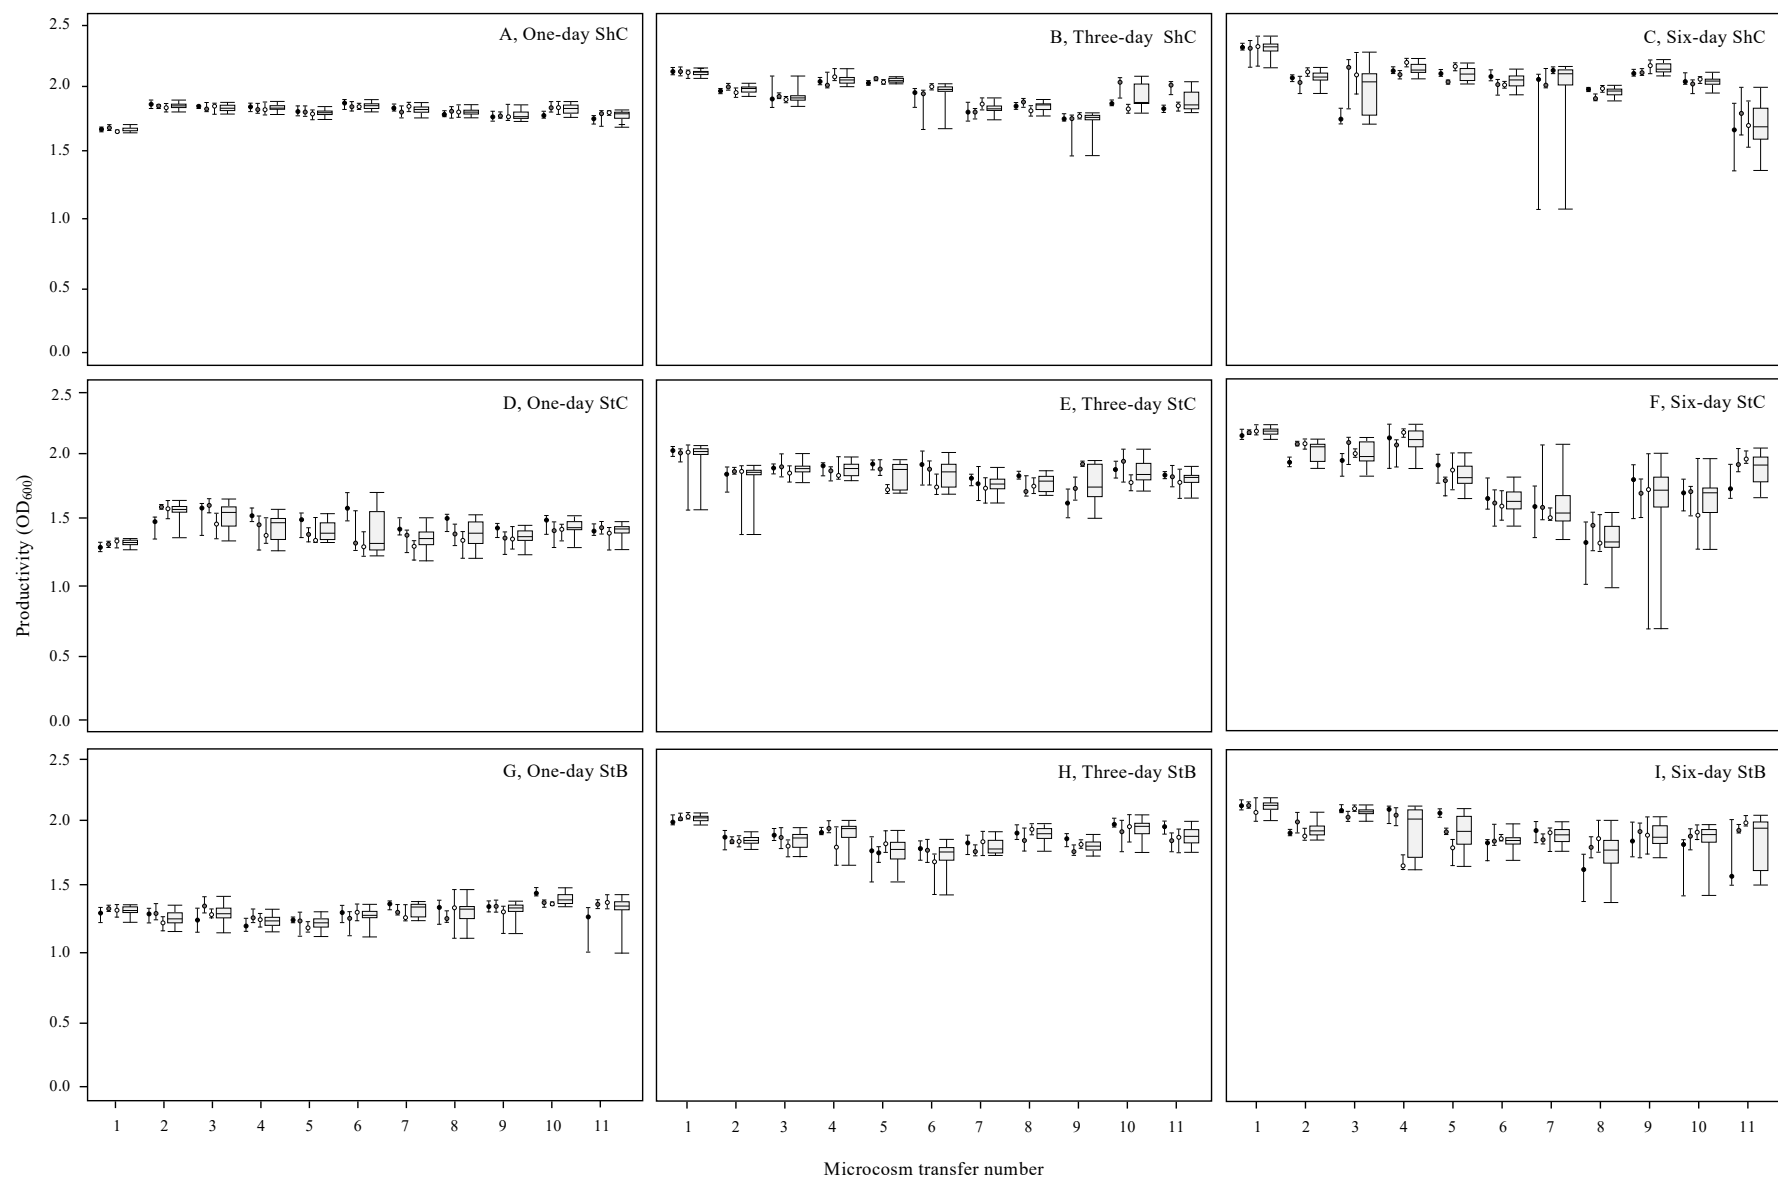 A, One-day ShC
B, Three-day ShC
C, Six-day ShC
2.5
2.0
1.5
1.0
0.5
0.0
D, One-day StC
E, Three-day StC
F, Six-day StC
2.5
2.0
1.5
1.0
0.5
0.0
Productivity (OD600)
G, One-day StB
H, Three-day StB
I, Six-day StB
2.5
2.0
1.5
1.0
0.5
0.0
1 2 3 4 5 6 7 8 9 10 11
1 2 3 4 5 6 7 8 9 10 11
1 2 3 4 5 6 7 8 9 10 11
Microcosm transfer number